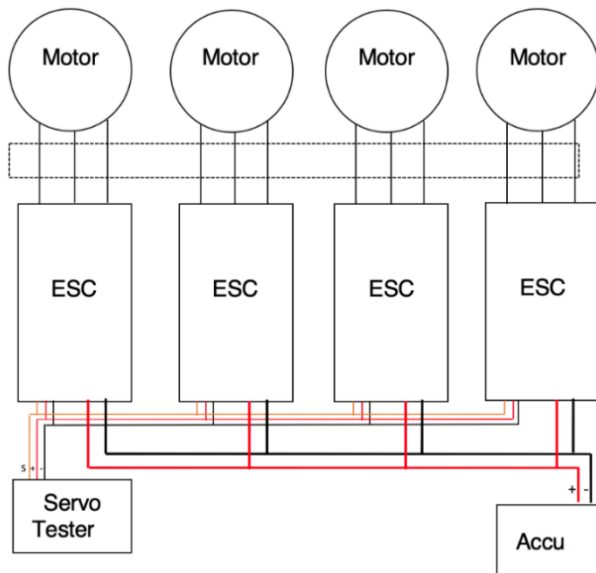 Motor Motor Motor Motor
ESC ESC ESC ESC
S + -
+ -
Servo
Tester
Accu